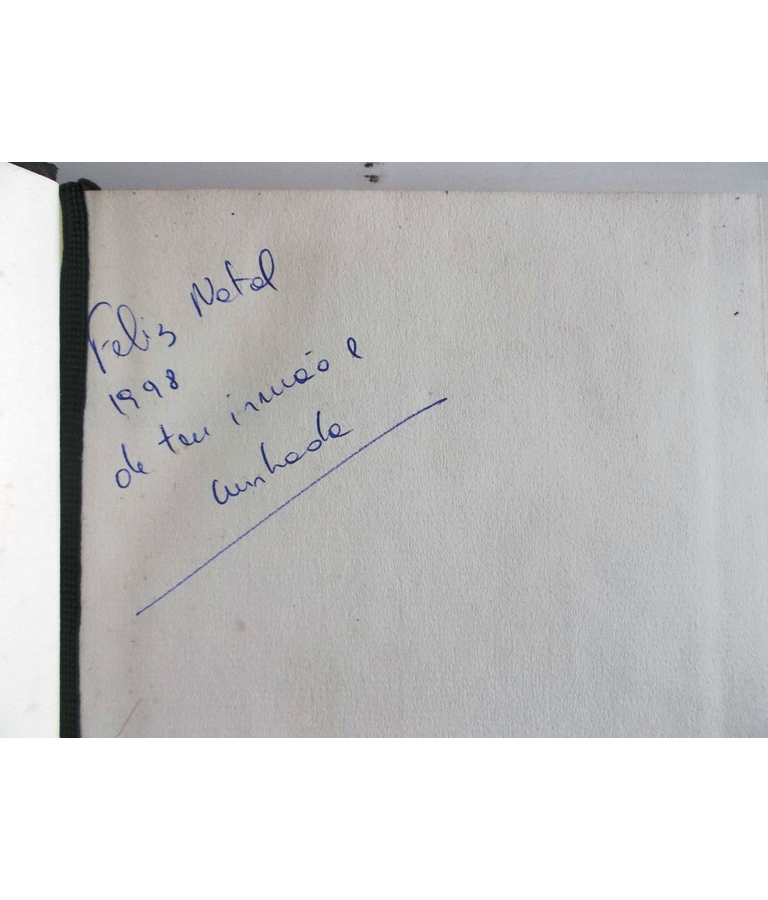 Feliz Natal
1998
de teu irmão e
cunhada